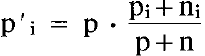 p′ᵢ = p · (pᵢ + nᵢ) / (p + n)